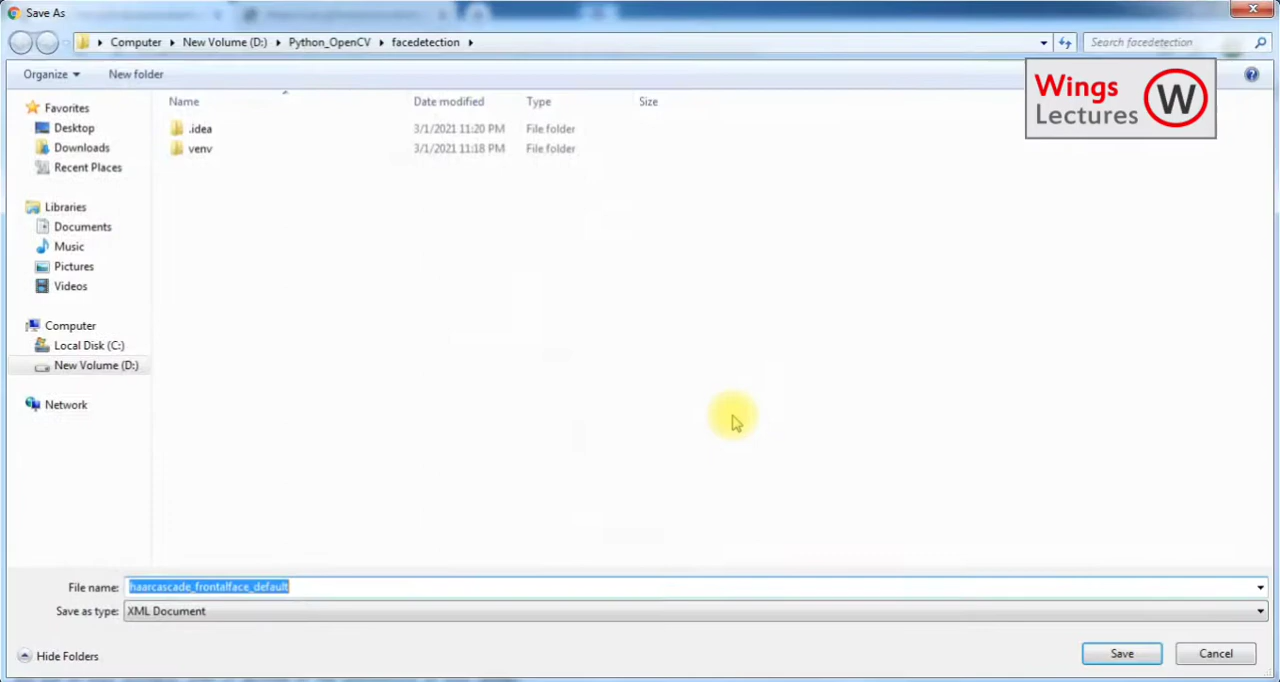 Save As
Computer New Volume (D:) Python_OpenCV facedetection
Search facedetection
Organize New folder
Wings
Lectures
W
Name Date modified Type Size
.idea 3/1/2021 11:20 PM File folder
venv 3/1/2021 11:18 PM File folder
Favorites
Desktop
Downloads
Recent Places
Libraries
Documents
Music
Pictures
Videos
Computer
Local Disk (C:)
New Volume (D:)
Network
File name: haarcascade_frontalface_default
Save as type: XML Document
Hide Folders
Save Cancel